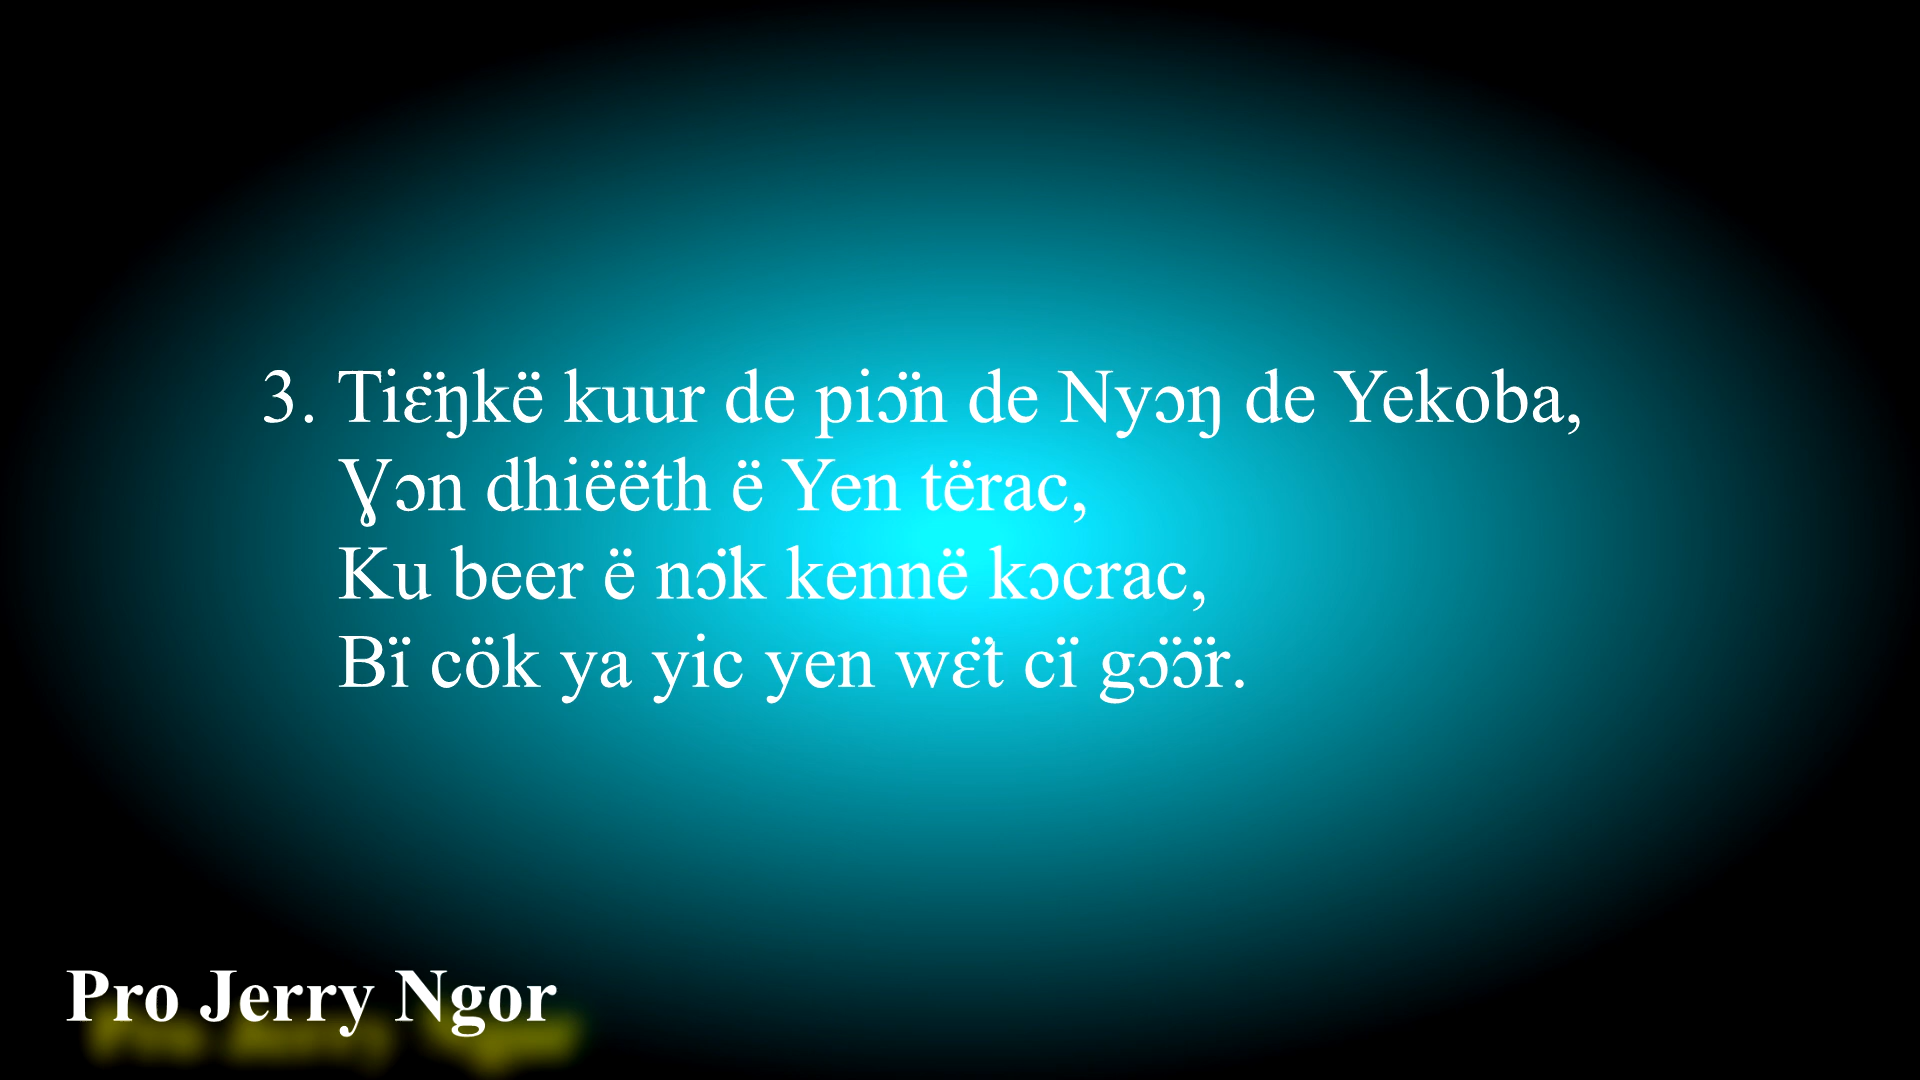 3. Tiɛ̈ŋkë kuur de piɔ̈n de Nyɔŋ de Yekoba,
Ɣɔn dhiëëth ë Yen tërac,
Ku beer ë nɔ̈k kennë kɔcrac,
Bï cök ya yic yen wɛ̈t cï gɔ̈ɔ̈r.
Pro Jerry Ngor